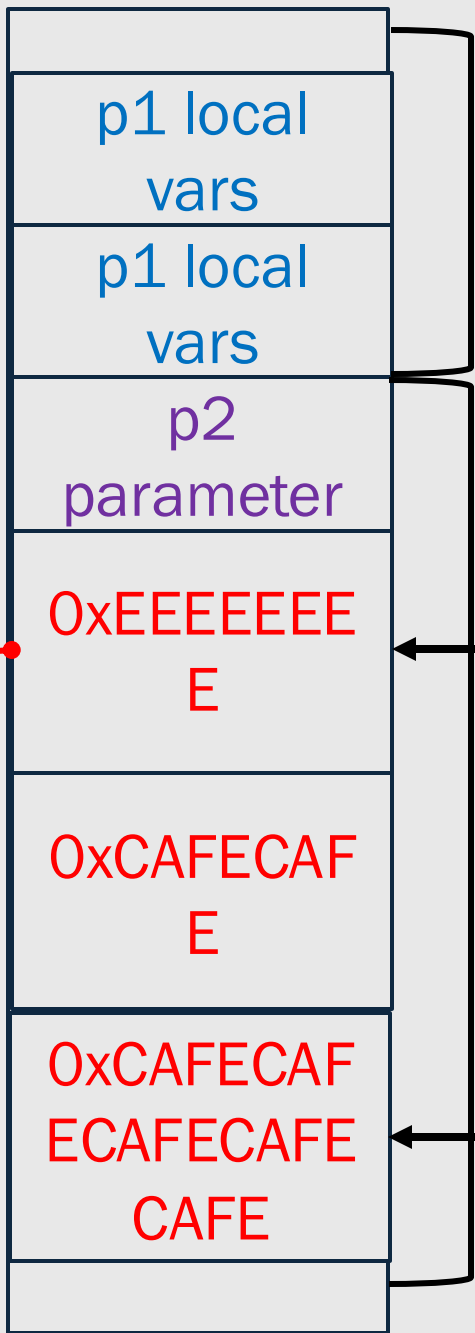 p1 local
vars
p1 local
vars
p2
parameter
0xEEEEEEE
E
0xCAFECAF
E
0xCAFECAF
ECAFECAFE
CAFE